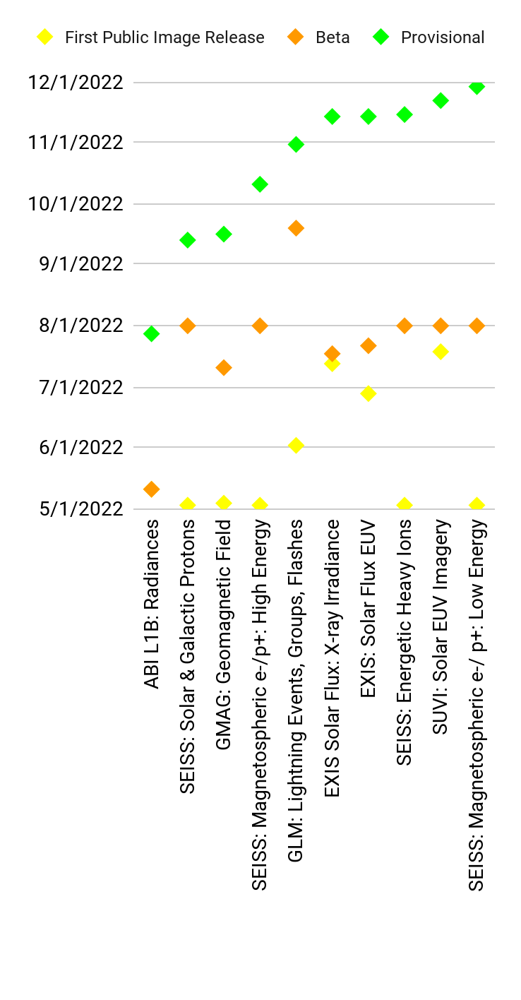 First Public Image Release Beta Provisional
12/1/2022
11/1/2022
10/1/2022
9/1/2022
8/1/2022
7/1/2022
6/1/2022
5/1/2022
ABI L1B: Radiances
SEISS: Solar & Galactic Protons
GMAG: Geomagnetic Field
SEISS: Magnetospheric e-/p+: High Energy
GLM: Lightning Events, Groups, Flashes
EXIS Solar Flux: X-ray Irradiance
EXIS: Solar Flux EUV
SEISS: Energetic Heavy Ions
SUVI: Solar EUV Imagery
SEISS: Magnetospheric e-/ p+: Low Energy